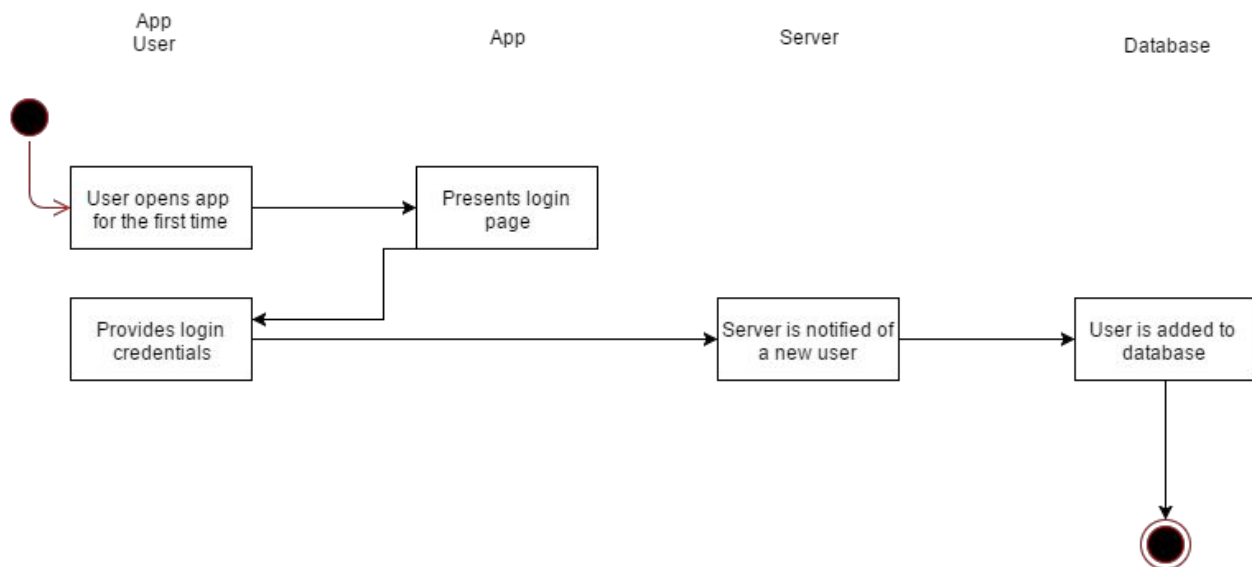 App
User
App
Server
Database
User opens app
for the first time
Presents login
page
Provides login
credentials
Server is notified of
a new user
User is added to
database